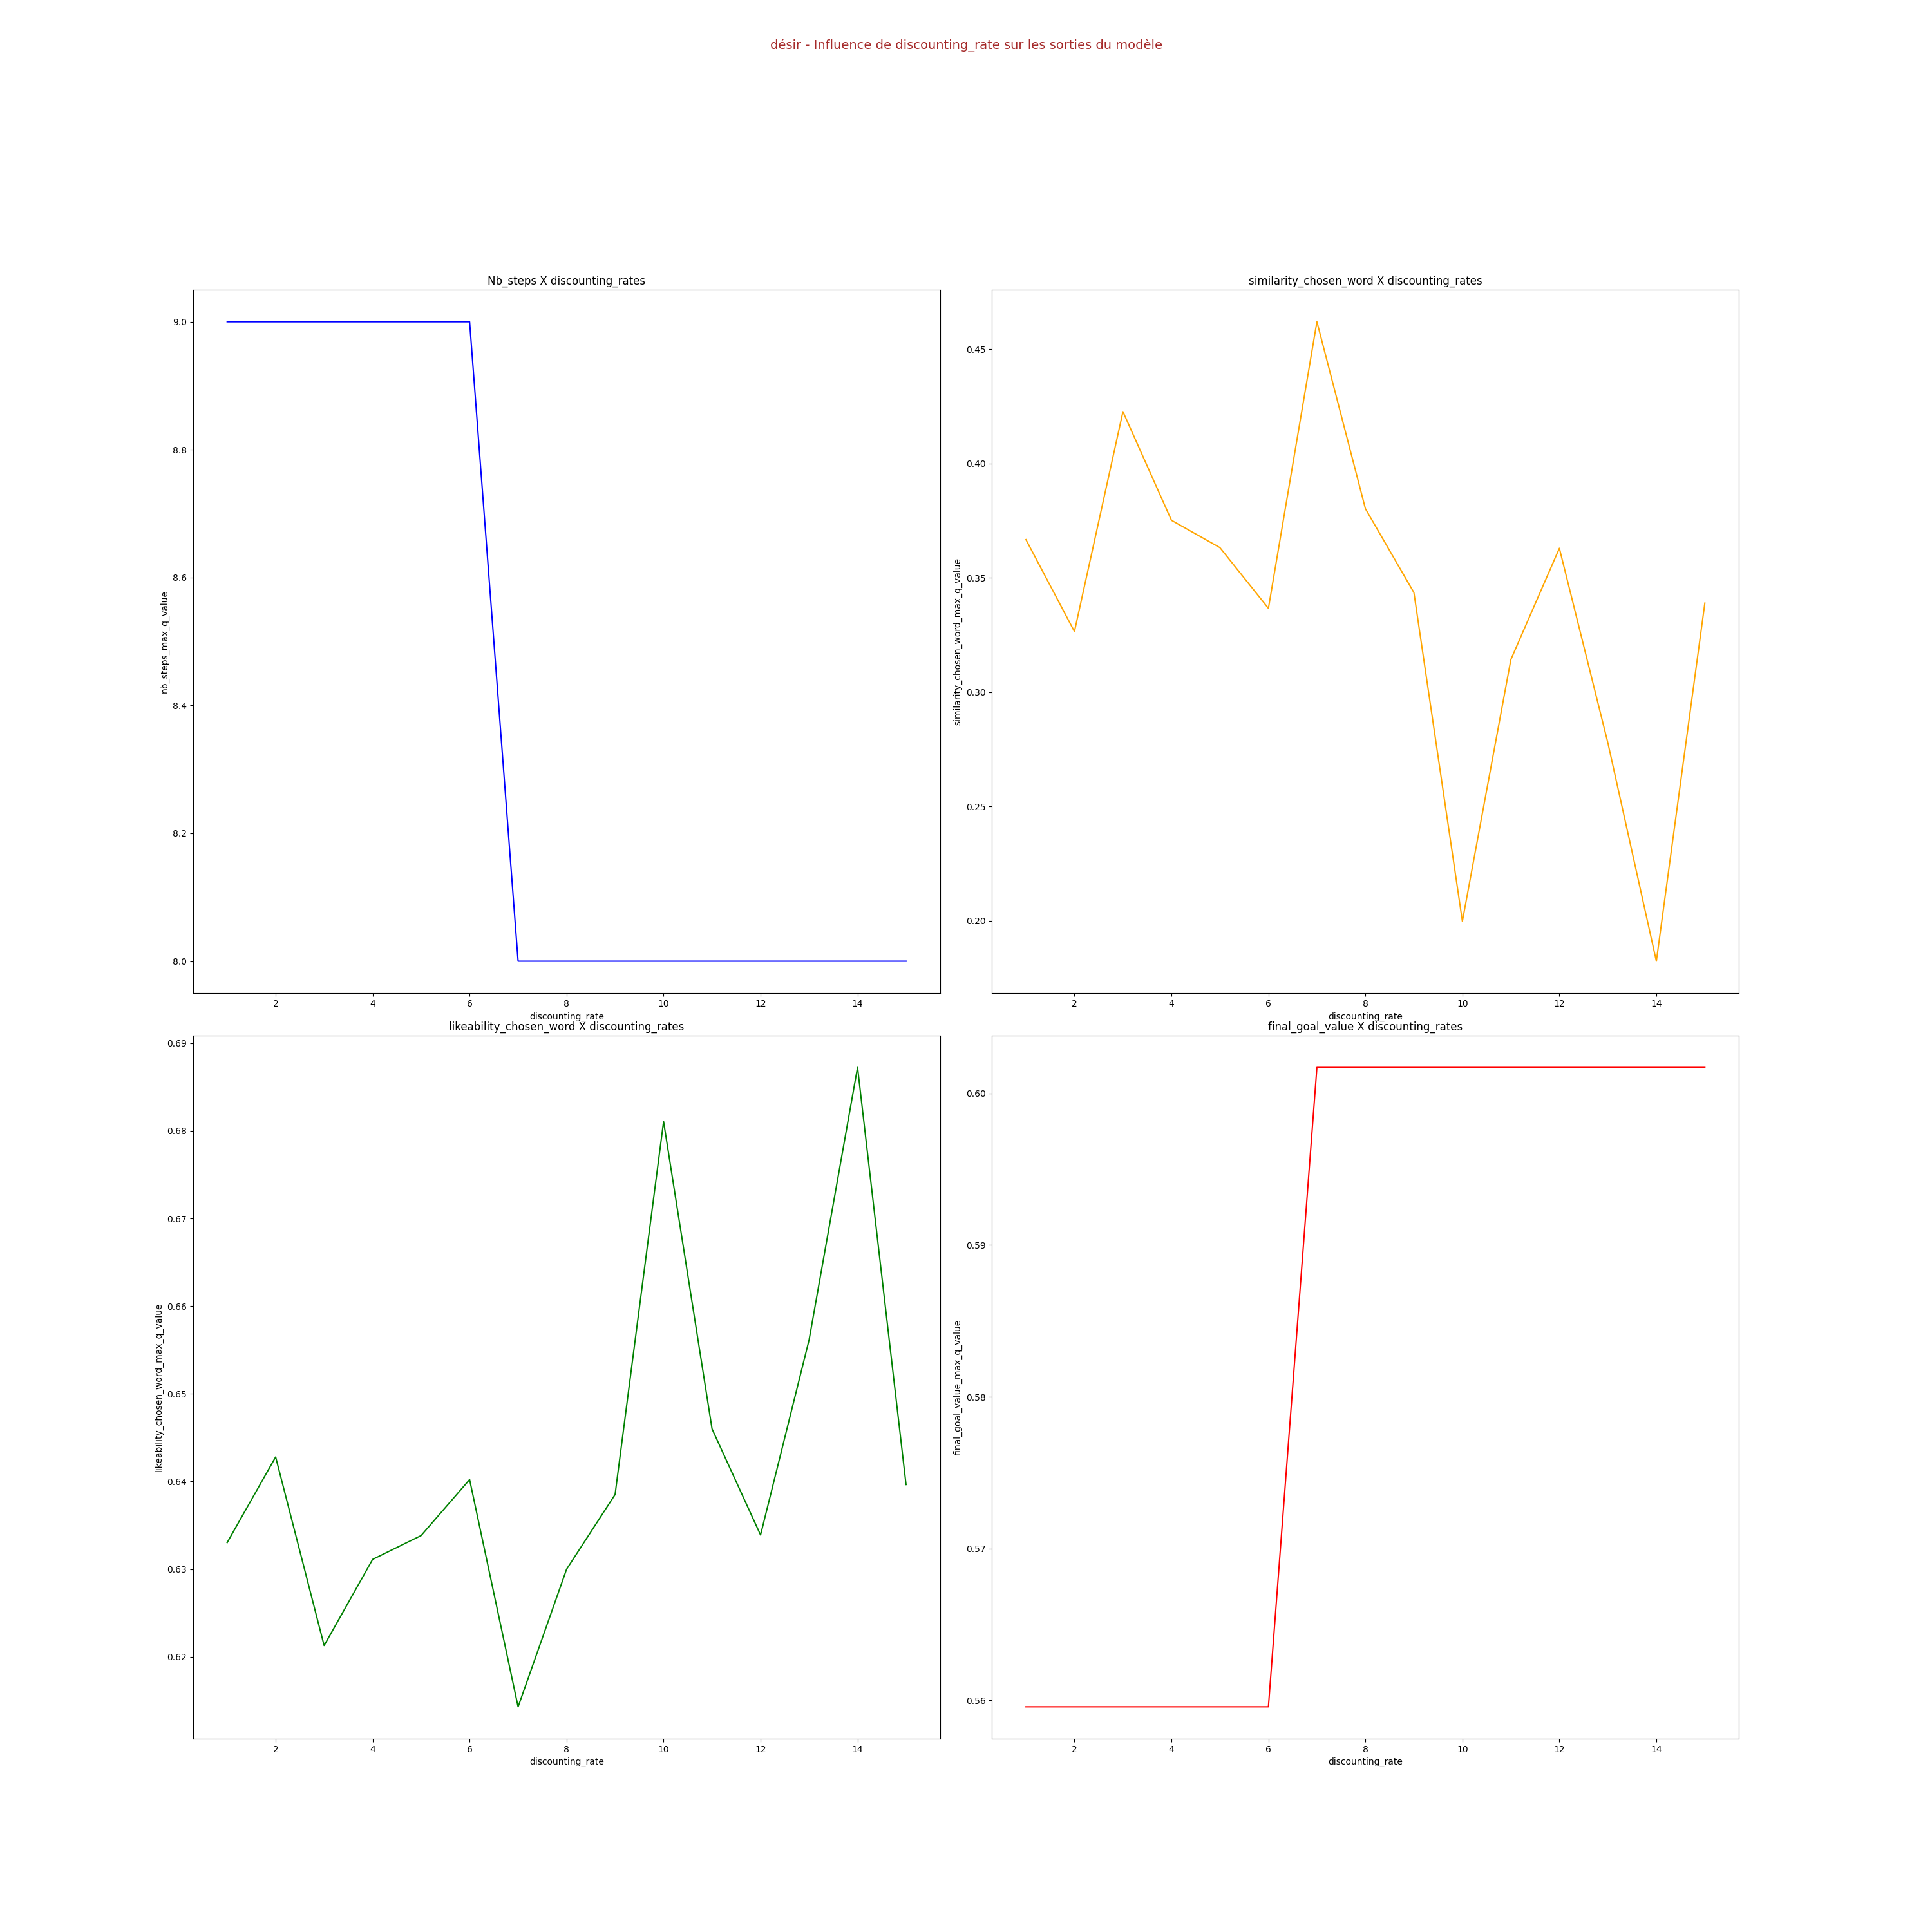 désir - Influence de discounting_rate sur les sorties du modèle
Nb_steps X discounting_rates
nb_steps_max_q_value
9.0
8.8
8.6
8.4
8.2
8.0
2 4 6 8 10 12 14
discounting_rate
similarity_chosen_word X discounting_rates
similarity_chosen_word_max_q_value
0.45
0.40
0.35
0.30
0.25
0.20
2 4 6 8 10 12 14
discounting_rate
likeability_chosen_word X discounting_rates
likeability_chosen_word_max_q_value
0.69
0.68
0.67
0.66
0.65
0.64
0.63
0.62
2 4 6 8 10 12 14
discounting_rate
final_goal_value X discounting_rates
final_goal_value_max_q_value
0.60
0.59
0.58
0.57
0.56
2 4 6 8 10 12 14
discounting_rate